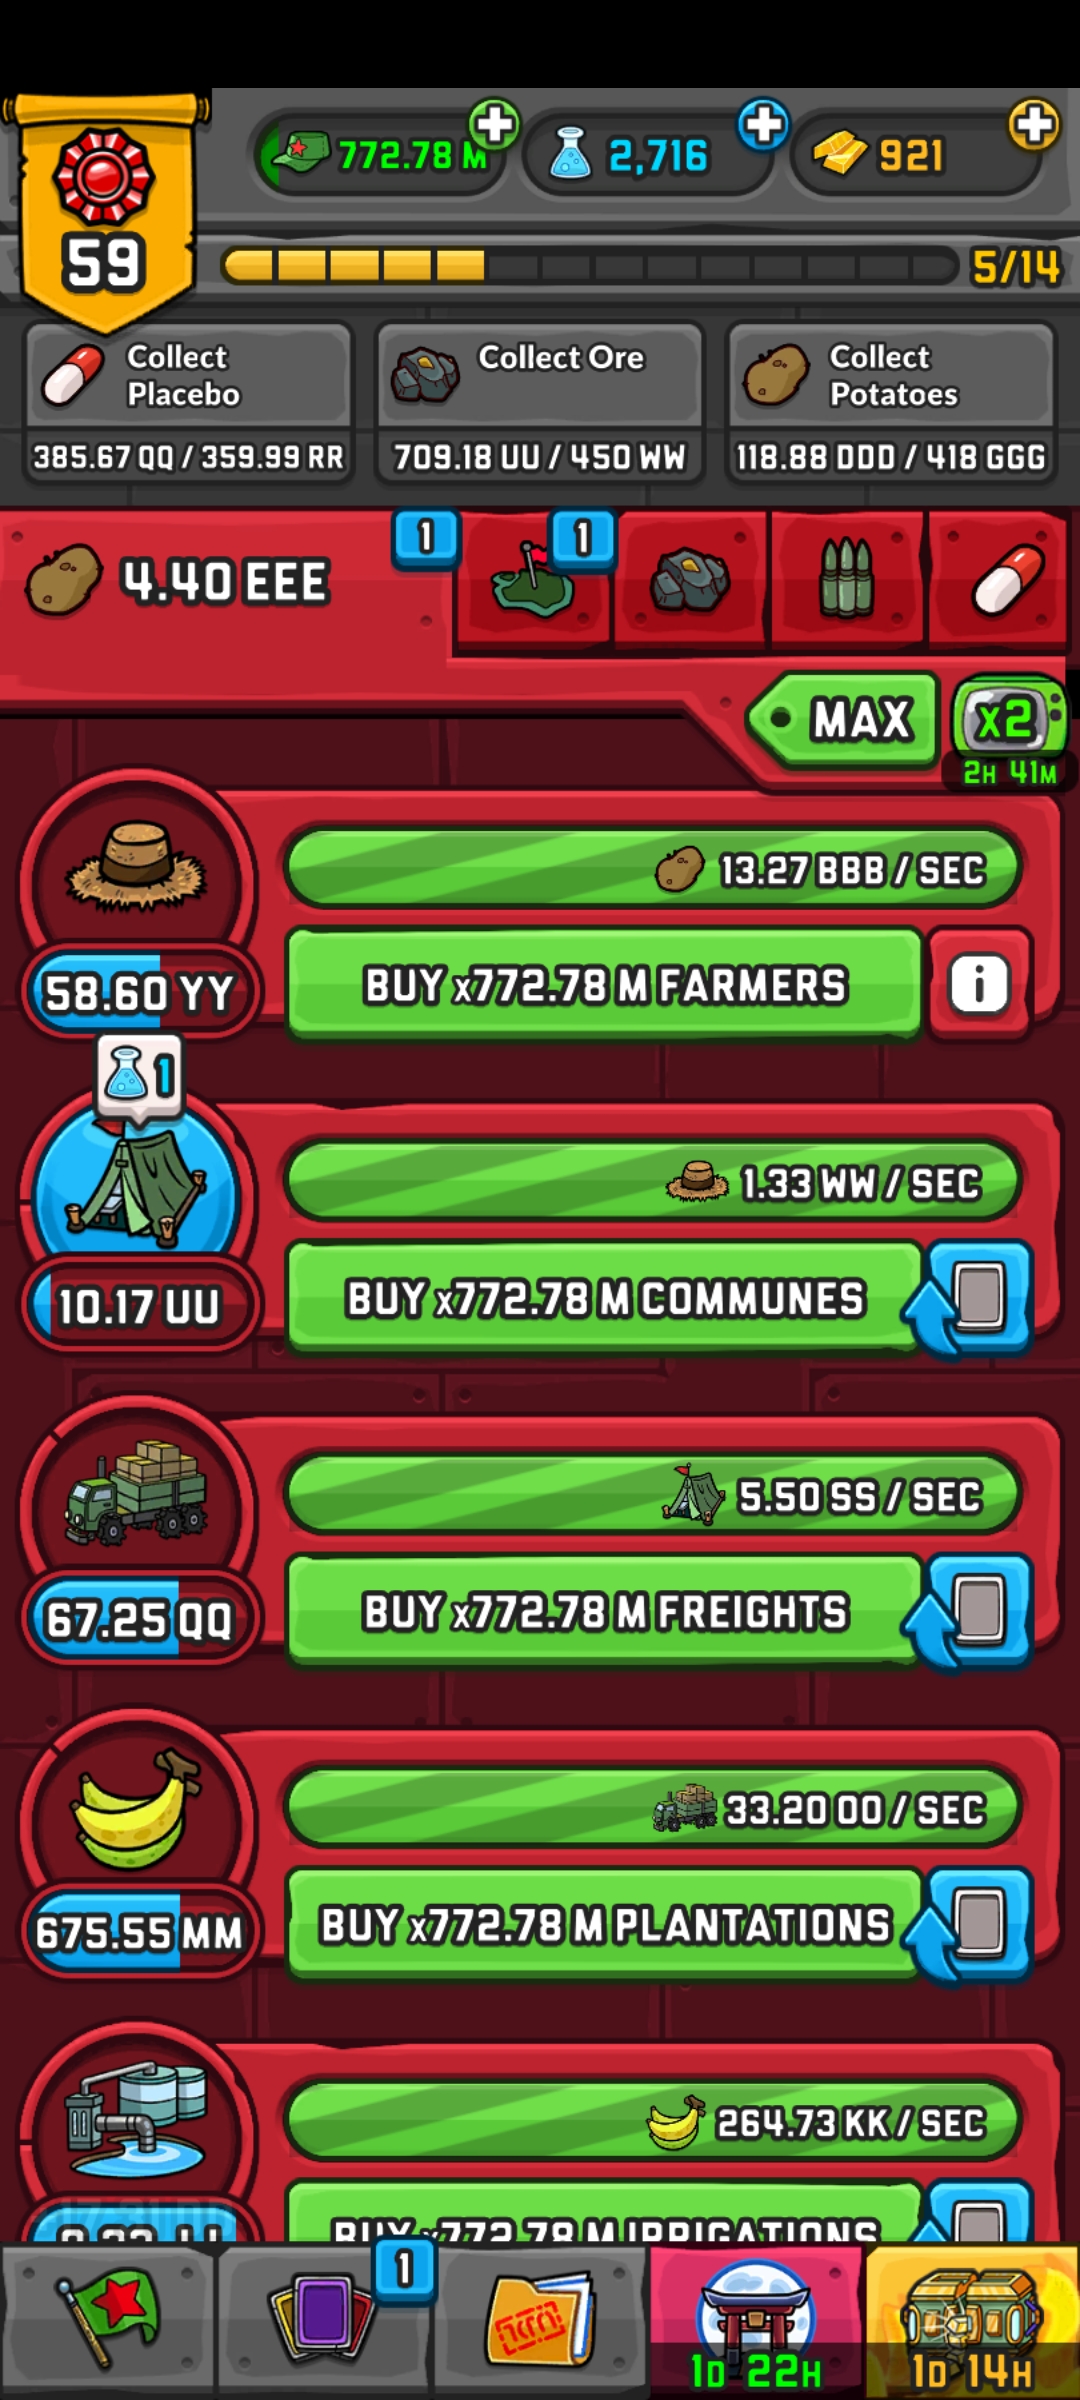 772.78 M
2,716
921
59
5/14
Collect
Placebo
385.67 QQ / 359.99 RR
Collect Ore
709.18 UU / 450 WW
Collect
Potatoes
118.88 DDD / 418 GGG
4.40 EEE
1
1
MAX
x2
2H 41M
13.27 BBB / SEC
58.60 YY
BUY x772.78 M FARMERS
i
1
1.33 WW / SEC
10.17 UU
BUY x772.78 M COMMUNES
5.50 SS / SEC
67.25 QQ
BUY x772.78 M FREIGHTS
33.20 OO / SEC
675.55 MM
BUY x772.78 M PLANTATIONS
264.73 KK / SEC
BUY x772.78 M IRRIGATIONS
1
1D 22H
1D 14H